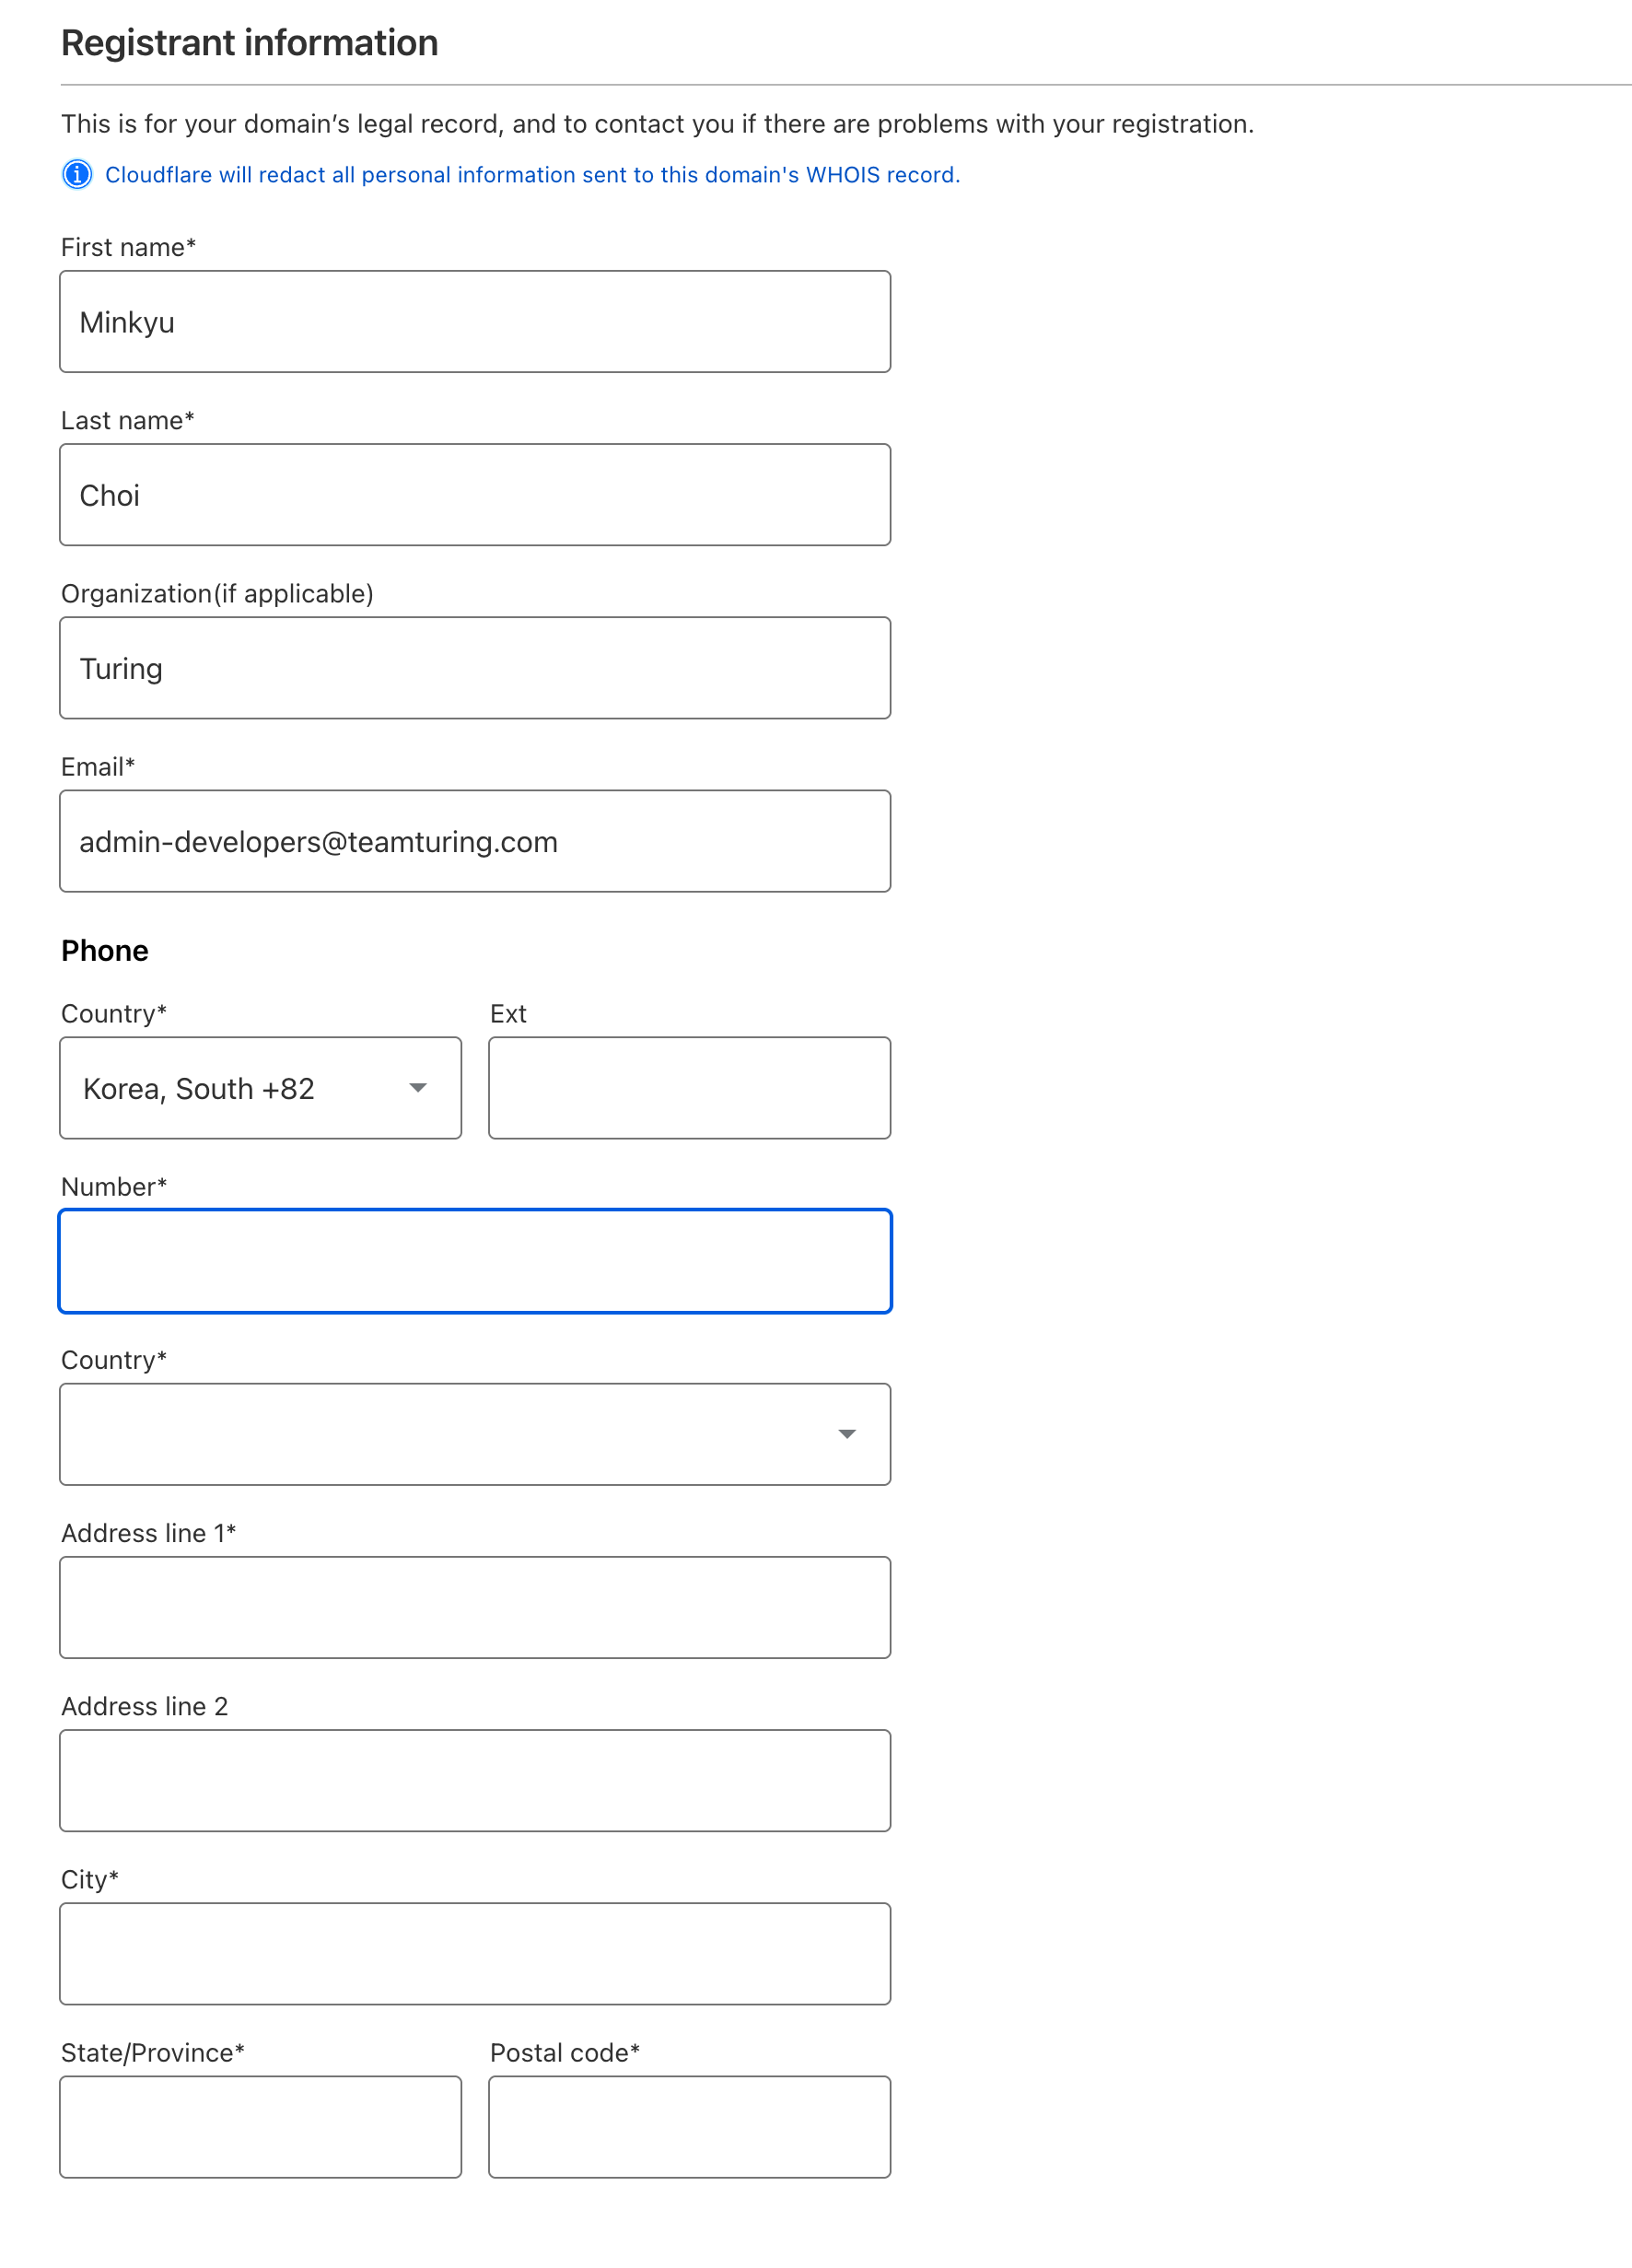 Registrant information
This is for your domain’s legal record, and to contact you if there are problems with your registration.
Cloudflare will redact all personal information sent to this domain's WHOIS record.
First name*
Minkyu
Last name*
Choi
Organization(if applicable)
Turing
Email*
admin-developers@teamturing.com
Phone
Country* Ext
Korea, South +82
Number*
Country*
Address line 1*
Address line 2
City*
State/Province* Postal code*